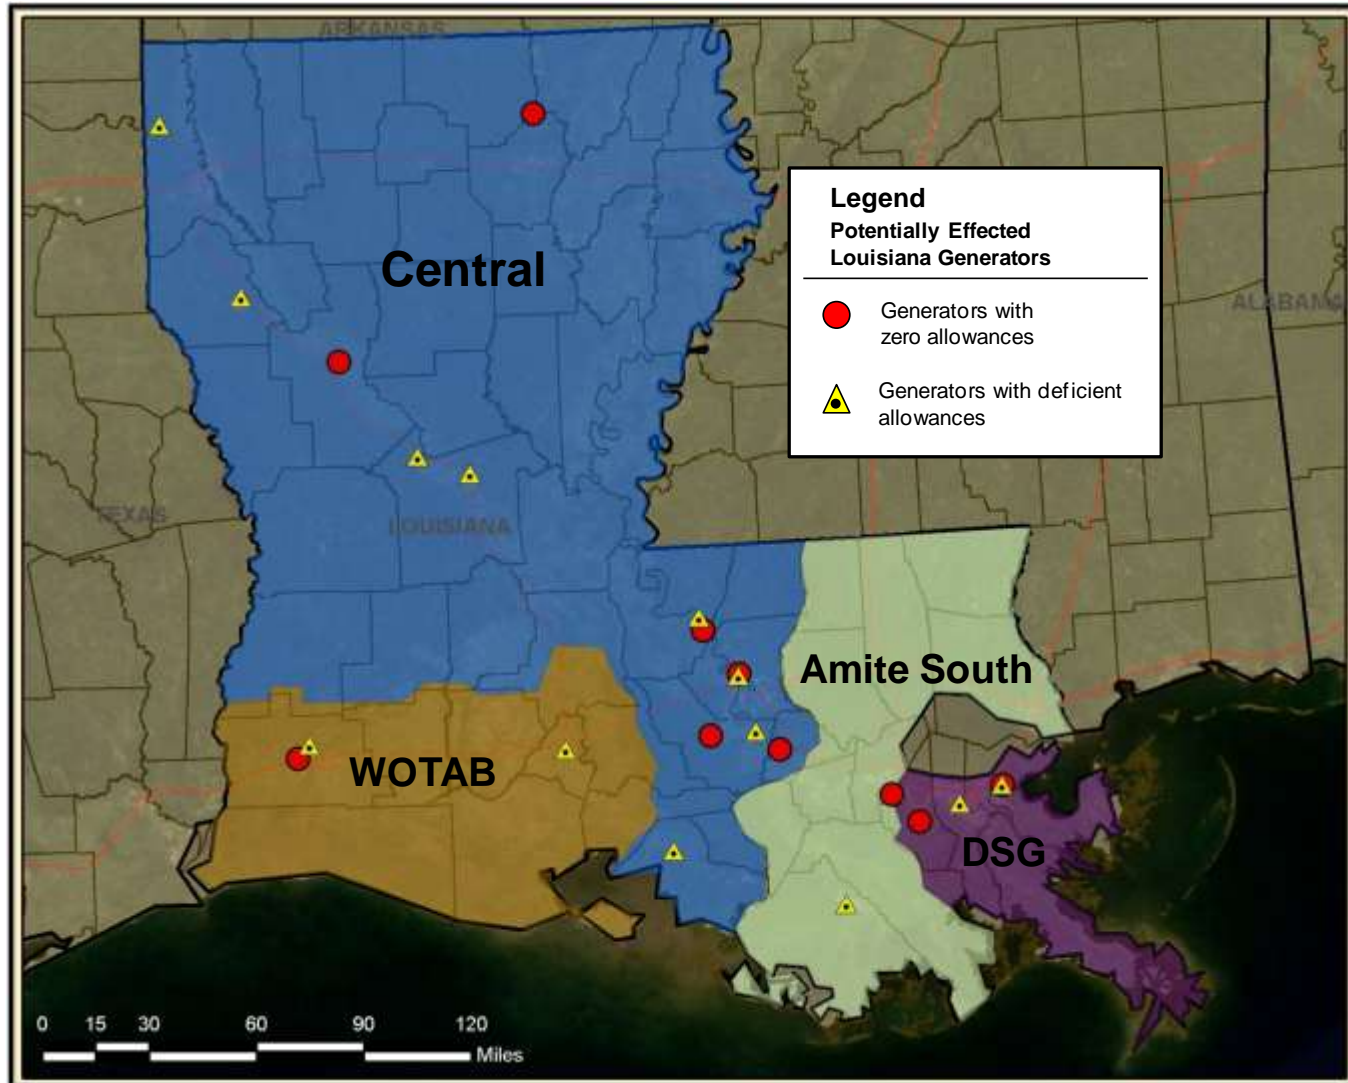 ARKANSAS
Legend
Potentially Effected
Louisiana Generators
Central
ALABAMA
Generators with
zero allowances
Generators with deficient
allowances
TEXAS
LOUISIANA
Amite South
WOTAB
DSG
0 15 30 60 90 120
Miles